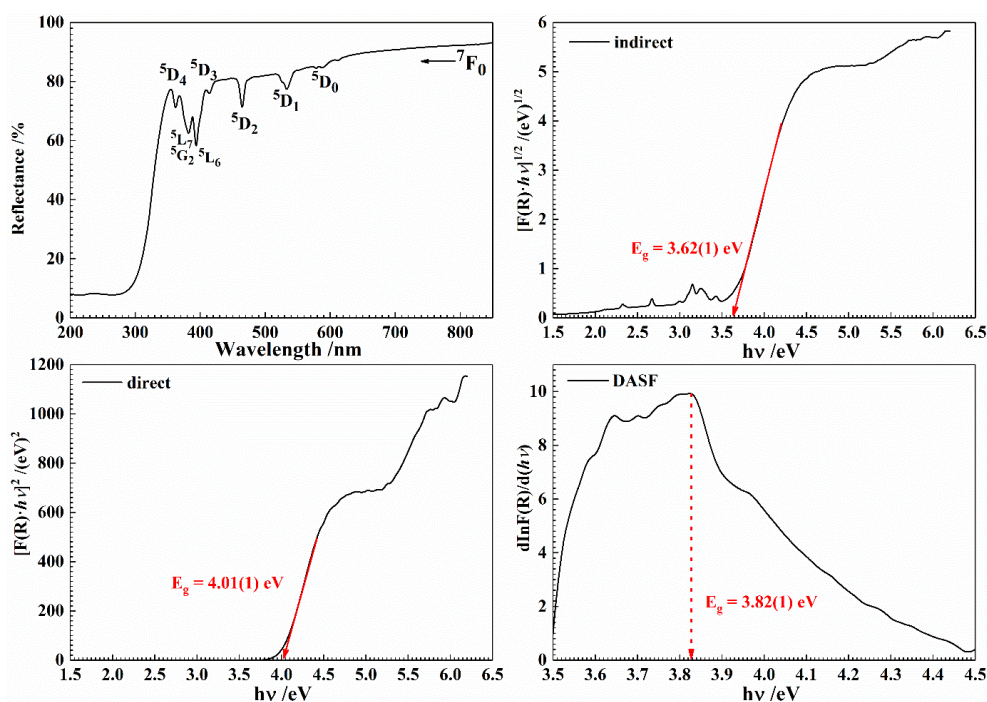 100
80
60
40
20
0
Reflectance /%
⁵D₄
⁵D₃
⁷F₀
⁵D₀
⁵D₁
⁵D₂
⁵L₇
⁵G₂
⁵L₆
200 300 400 500 600 700 800
Wavelength /nm
6
5
4
3
2
1
0
[F(R)·hν]^1/2 /(eV)^1/2
indirect
E_g = 3.62(1) eV
1.5 2.0 2.5 3.0 3.5 4.0 4.5 5.0 5.5 6.0 6.5
hν /eV
1200
1000
800
600
400
200
0
[F(R)·hν]² /(eV)²
direct
E_g = 4.01(1) eV
1.5 2.0 2.5 3.0 3.5 4.0 4.5 5.0 5.5 6.0 6.5
hν /eV
10
8
6
4
2
0
dlnF(R)/d(hν)
DASF
E_g = 3.82(1) eV
3.5 3.6 3.7 3.8 3.9 4.0 4.1 4.2 4.3 4.4 4.5
hν /eV